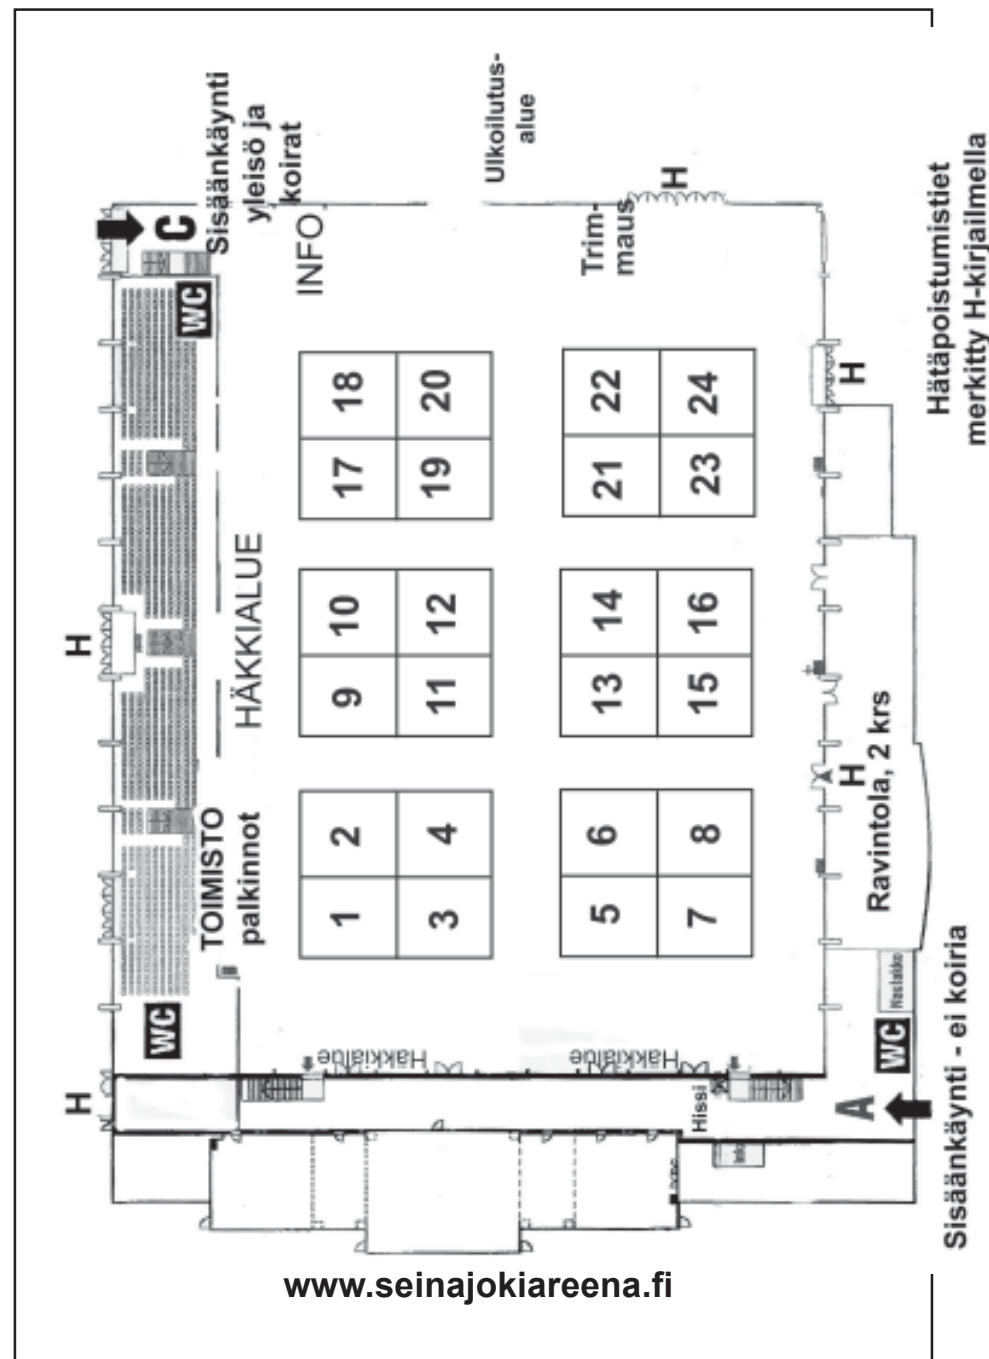 C
Sisäänkäynti
yleisö ja
koirat
INFO
WC
Ulkoilutus-
alue
Trim-
maus
H
Hätäpoistumistiet
merkitty H-kirjaimella
H
H
HÄKKIALUE
TOIMISTO
palkinnot
17 18
19 20
21 22
23 24
9 10
11 12
13 14
15 16
1 2
3 4
5 6
7 8
H
Ravintola, 2 krs
WC
H
Häkkialue
Häkkialue
Hissi
A
WC
Naulakko
Sisäänkäynti - ei koiria
www.seinajokiareena.fi